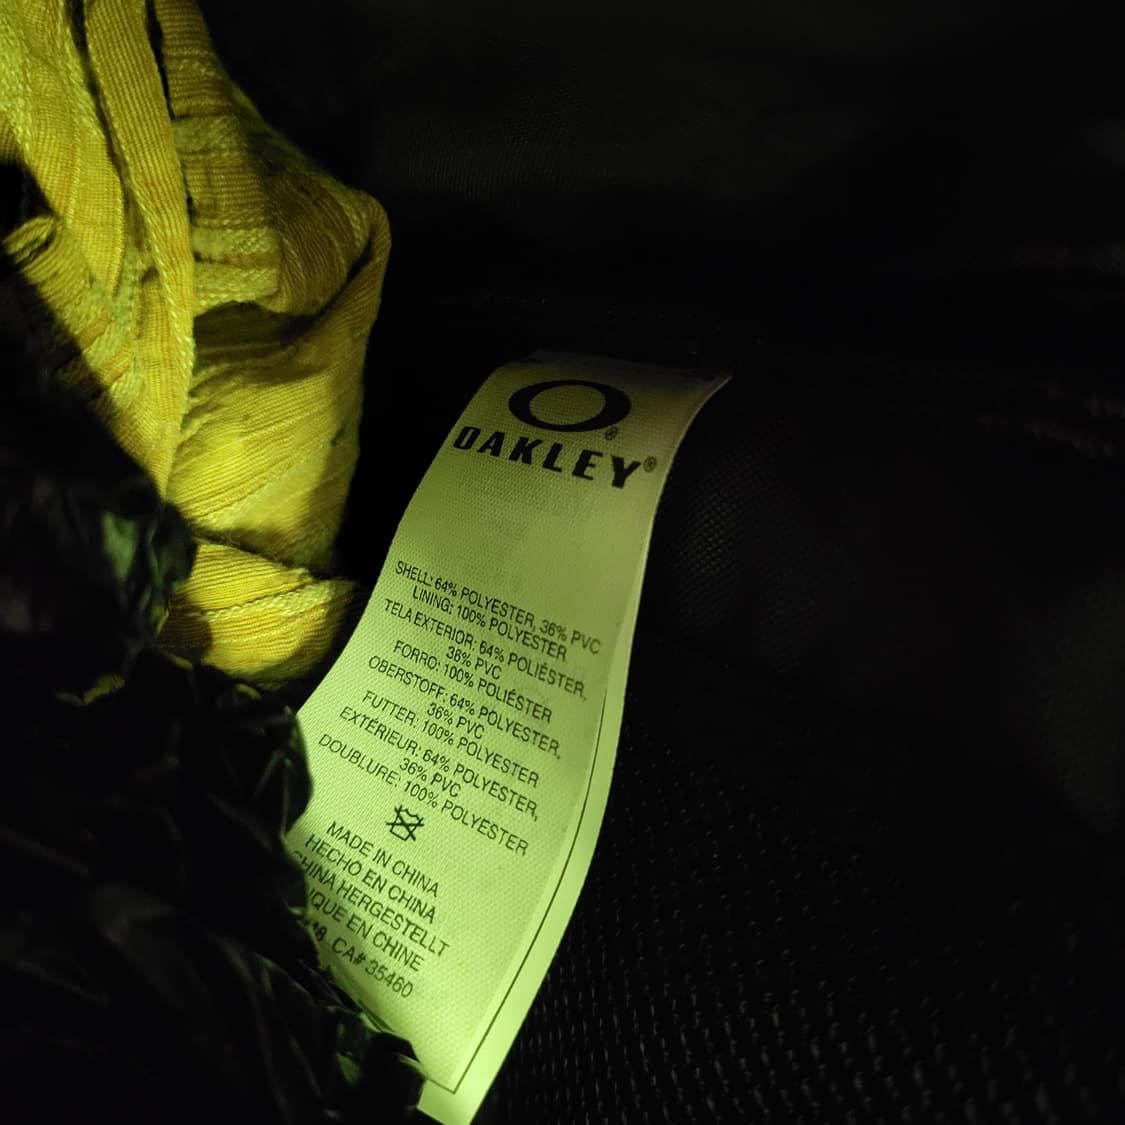 OAKLEY®
SHELL: 64% POLYESTER, 36% PVC
LINING: 100% POLYESTER
TELA EXTERIOR: 64% POLIÉSTER,
36% PVC
FORRO: 100% POLIÉSTER
OBERSTOFF: 64% POLYESTER,
36% PVC
FUTTER: 100% POLYESTER
EXTÉRIEUR: 64% POLYESTER,
36% PVC
DOUBLURE: 100% POLYESTER
MADE IN CHINA
HECHO EN CHINA
HERGESTELLT
EN CHINE
CA# 35460